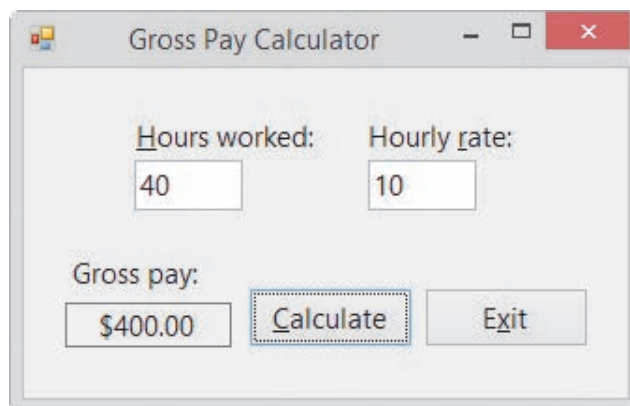 Gross Pay Calculator
Hours worked: Hourly rate:
40 10
Gross pay:
$400.00 Calculate Exit